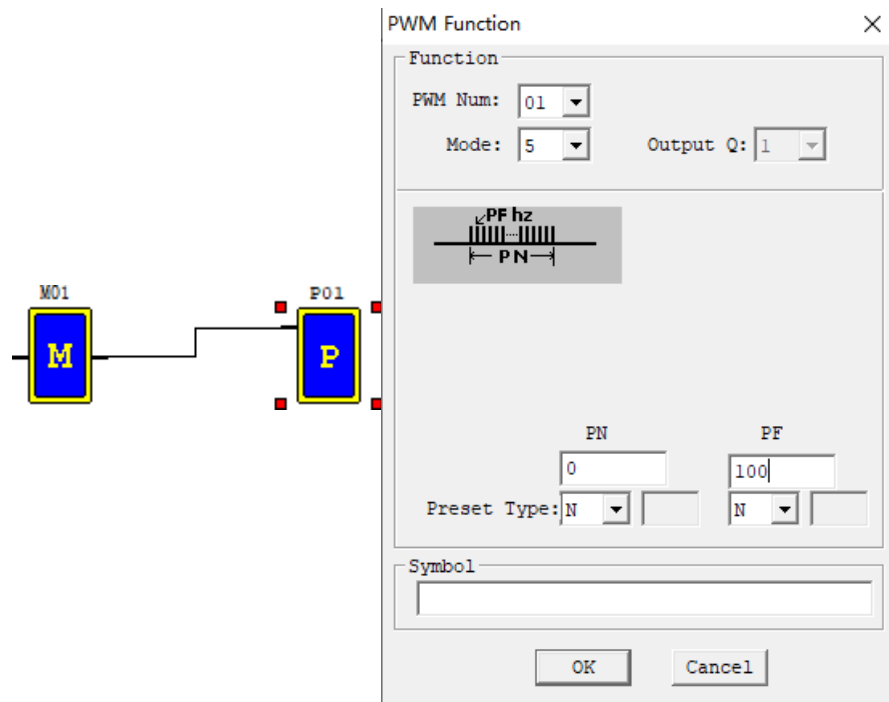 PWM Function
Function
PWM Num: 01
Mode: 5 Output Q: 1
PF hz
PN
M01 P01
M P
PN PF
0 100
Preset Type: N N
Symbol
OK Cancel